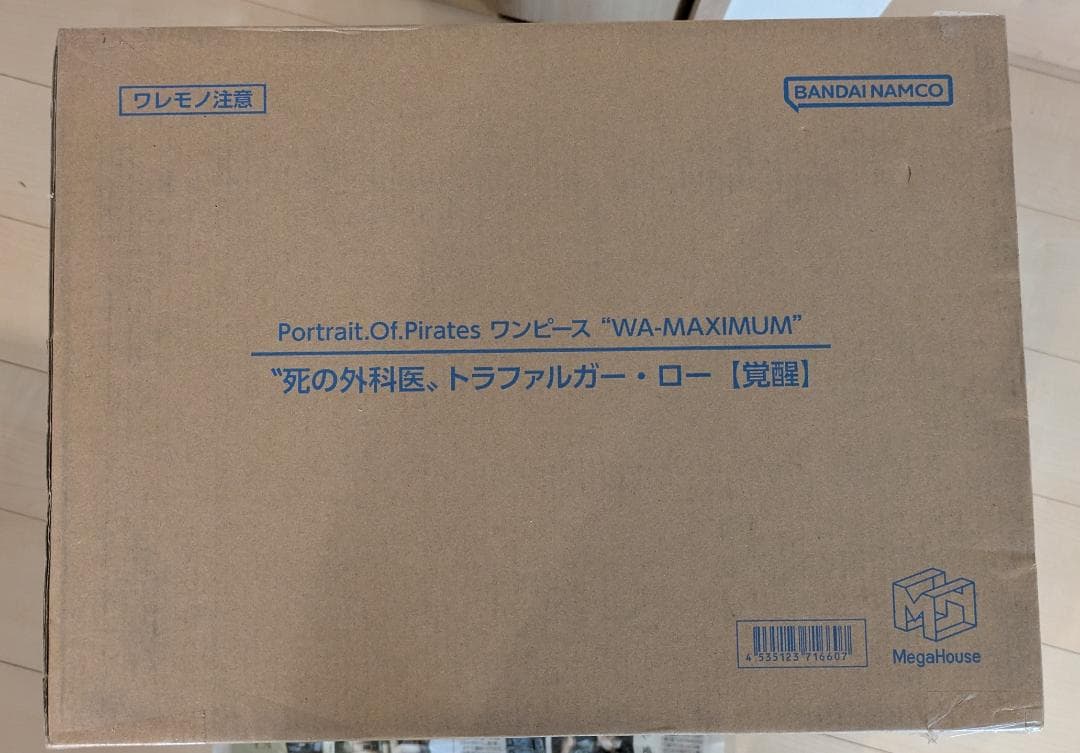 ワレモノ注意
BANDAI NAMCO
Portrait.Of.Pirates ワンピース “WA-MAXIMUM”
〝死の外科医〟トラファルガー・ロー【覚醒】
4 535123 716607
MH
MegaHouse